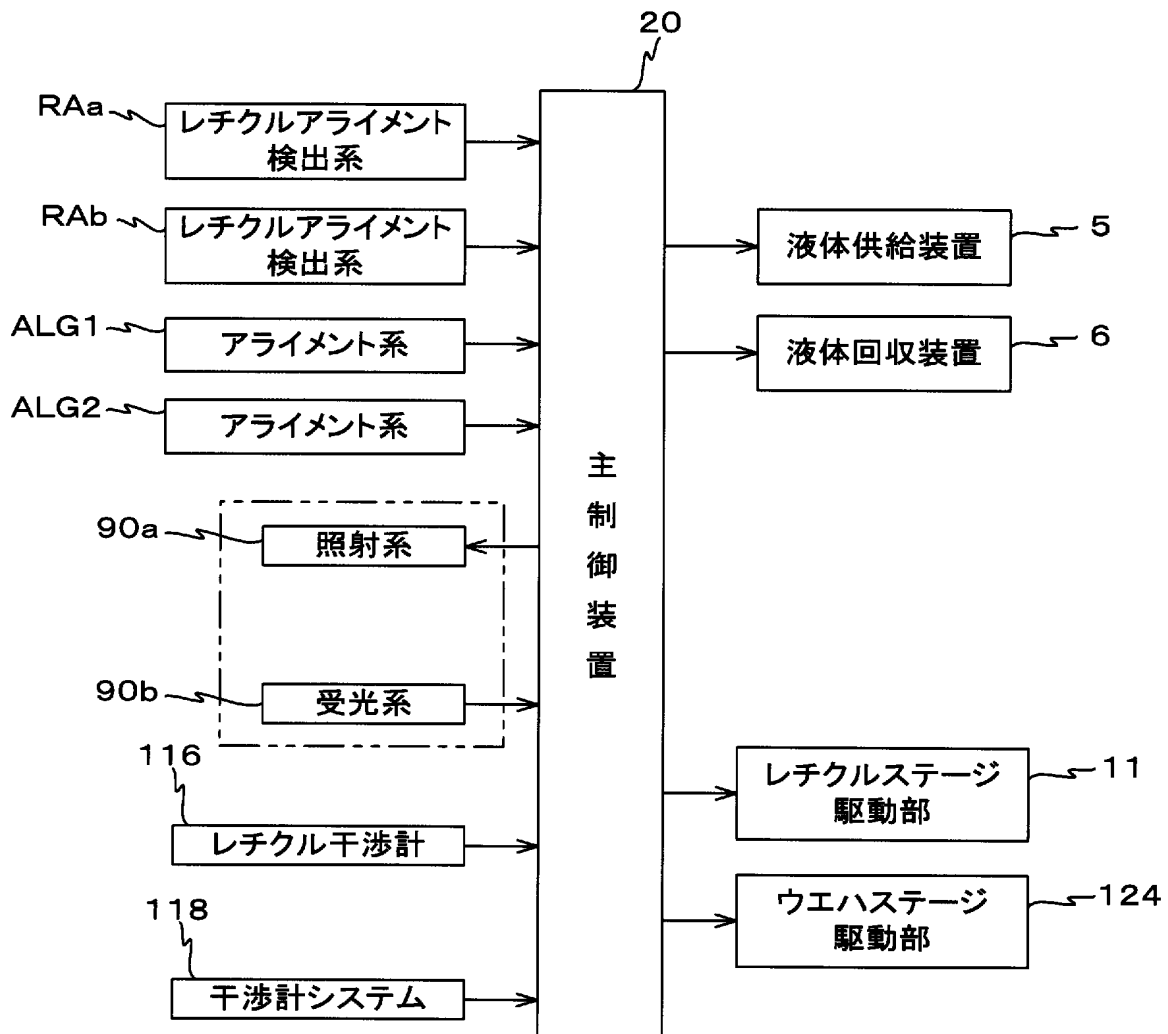 20
RAa
レチクルアライメント
検出系
RAb
レチクルアライメント
検出系
ALG1
アライメント系
ALG2
アライメント系
90a
照射系
90b
受光系
116
レチクル干渉計
118
干渉計システム
主制御装置
液体供給装置
5
液体回収装置
6
レチクルステージ
駆動部
11
ウエハステージ
駆動部
124